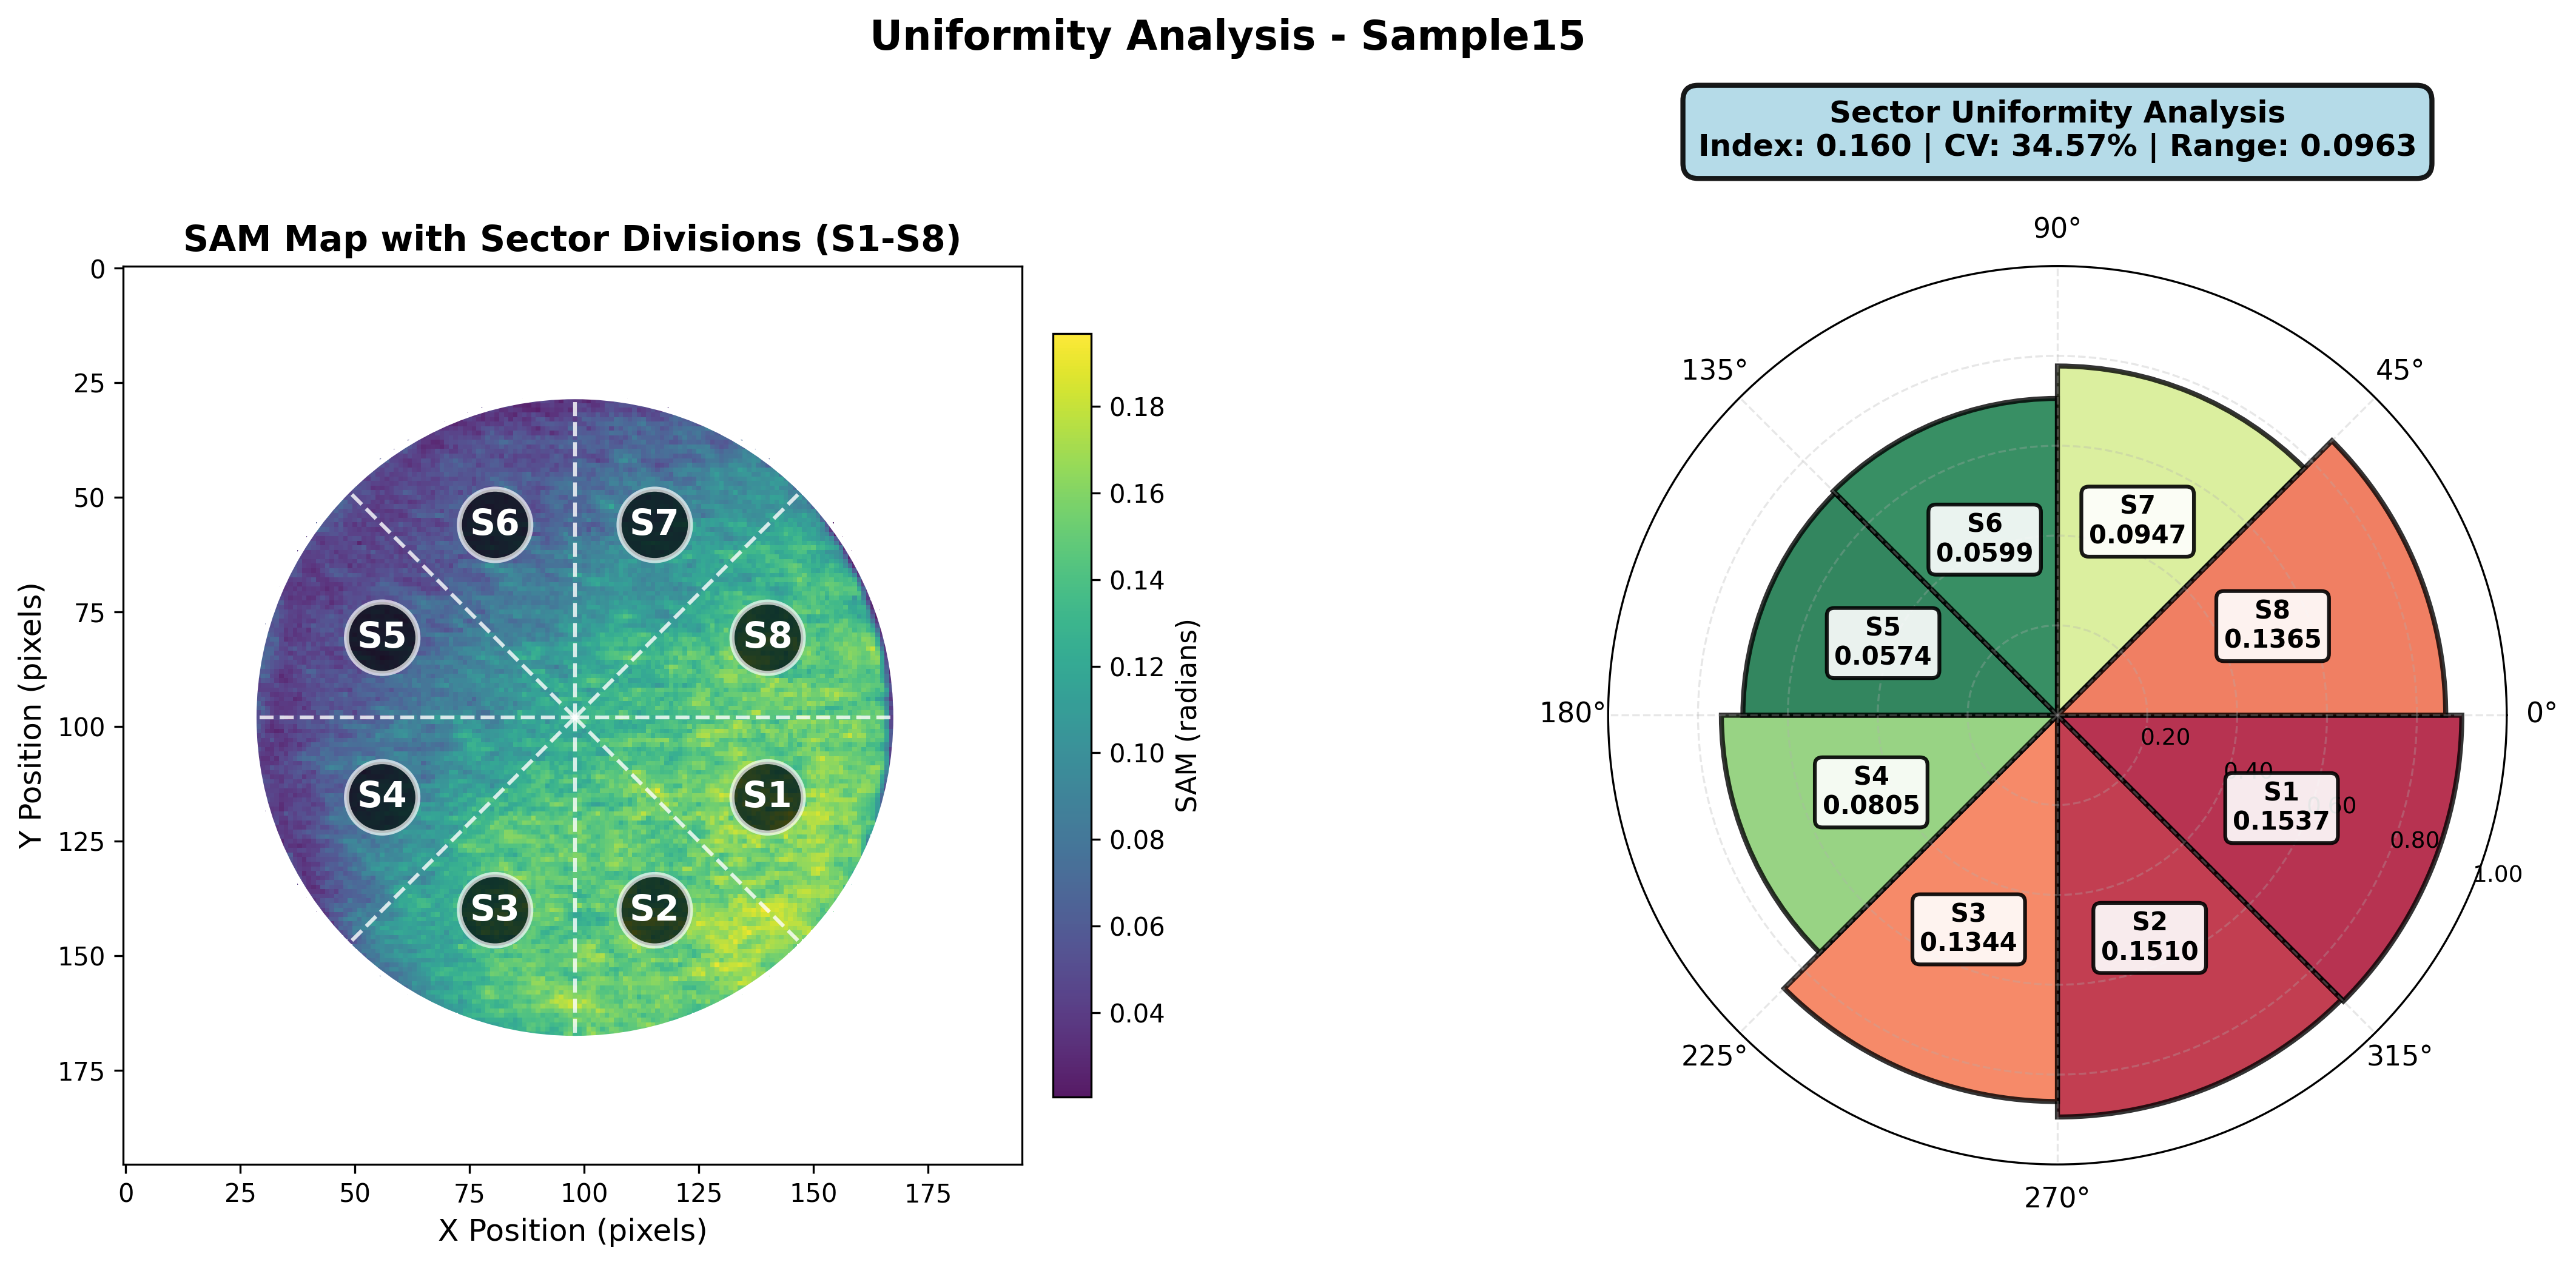 Uniformity Analysis - Sample15
SAM Map with Sector Divisions (S1-S8)
0
25
50
75
100
125
150
175
Y Position (pixels)
0
25
50
75
100
125
150
175
X Position (pixels)
S6
S7
S5
S8
S4
S1
S3
S2
0.18
0.16
0.14
0.12
0.10
0.08
0.06
0.04
SAM (radians)
Sector Uniformity Analysis
Index: 0.160 | CV: 34.57% | Range: 0.0963
90°
135°
45°
180°
0°
225°
315°
270°
S6
0.0599
S7
0.0947
S5
0.0574
S8
0.1365
S4
0.0805
S1
0.1537
S3
0.1344
S2
0.1510
0.20
0.40
0.80
1.00